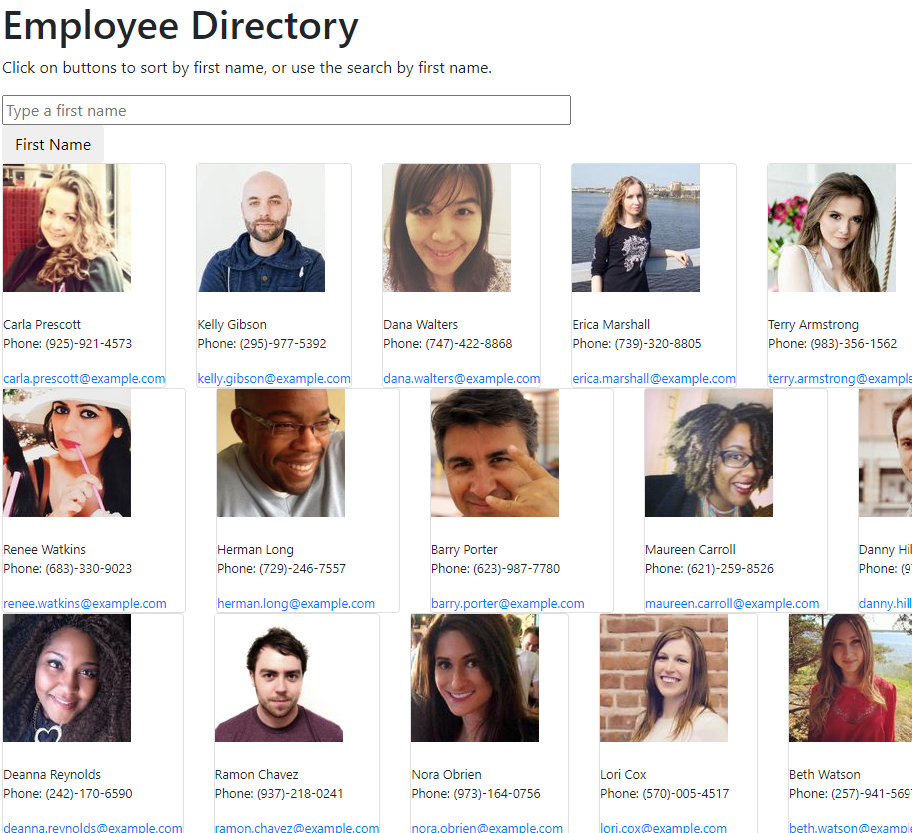 Employee Directory
Click on buttons to sort by first name, or use the search by first name.
Type a first name
First Name
Carla Prescott
Phone: (925)-921-4573
carla.prescott@example.com
Kelly Gibson
Phone: (295)-977-5392
kelly.gibson@example.com
Dana Walters
Phone: (747)-422-8868
dana.walters@example.com
Erica Marshall
Phone: (739)-320-8805
erica.marshall@example.com
Terry Armstrong
Phone: (983)-356-1562
terry.armstrong@example
Renee Watkins
Phone: (683)-330-9023
renee.watkins@example.com
Herman Long
Phone: (729)-246-7557
herman.long@example.com
Barry Porter
Phone: (623)-987-7780
barry.porter@example.com
Maureen Carroll
Phone: (621)-259-8526
maureen.carroll@example.com
Danny Hil
Phone: (9
danny.hill
Deanna Reynolds
Phone: (242)-170-6590
deanna.reynolds@example.com
Ramon Chavez
Phone: (937)-218-0241
ramon.chavez@example.com
Nora Obrien
Phone: (973)-164-0756
nora.obrien@example.com
Lori Cox
Phone: (570)-005-4517
lori.cox@example.com
Beth Watson
Phone: (257)-941-569
beth.watson@exam